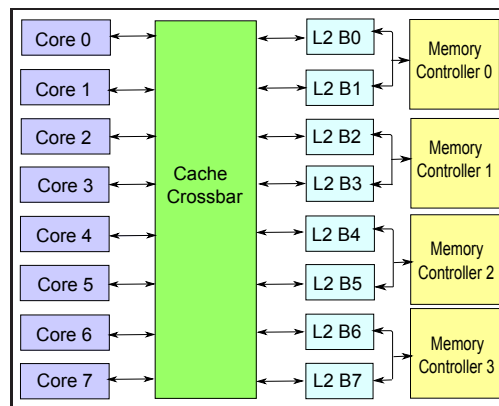 Core 0
Core 1
Core 2
Core 3
Core 4
Core 5
Core 6
Core 7
Cache
Crossbar
L2 B0
L2 B1
L2 B2
L2 B3
L2 B4
L2 B5
L2 B6
L2 B7
Memory
Controller 0
Memory
Controller 1
Memory
Controller 2
Memory
Controller 3